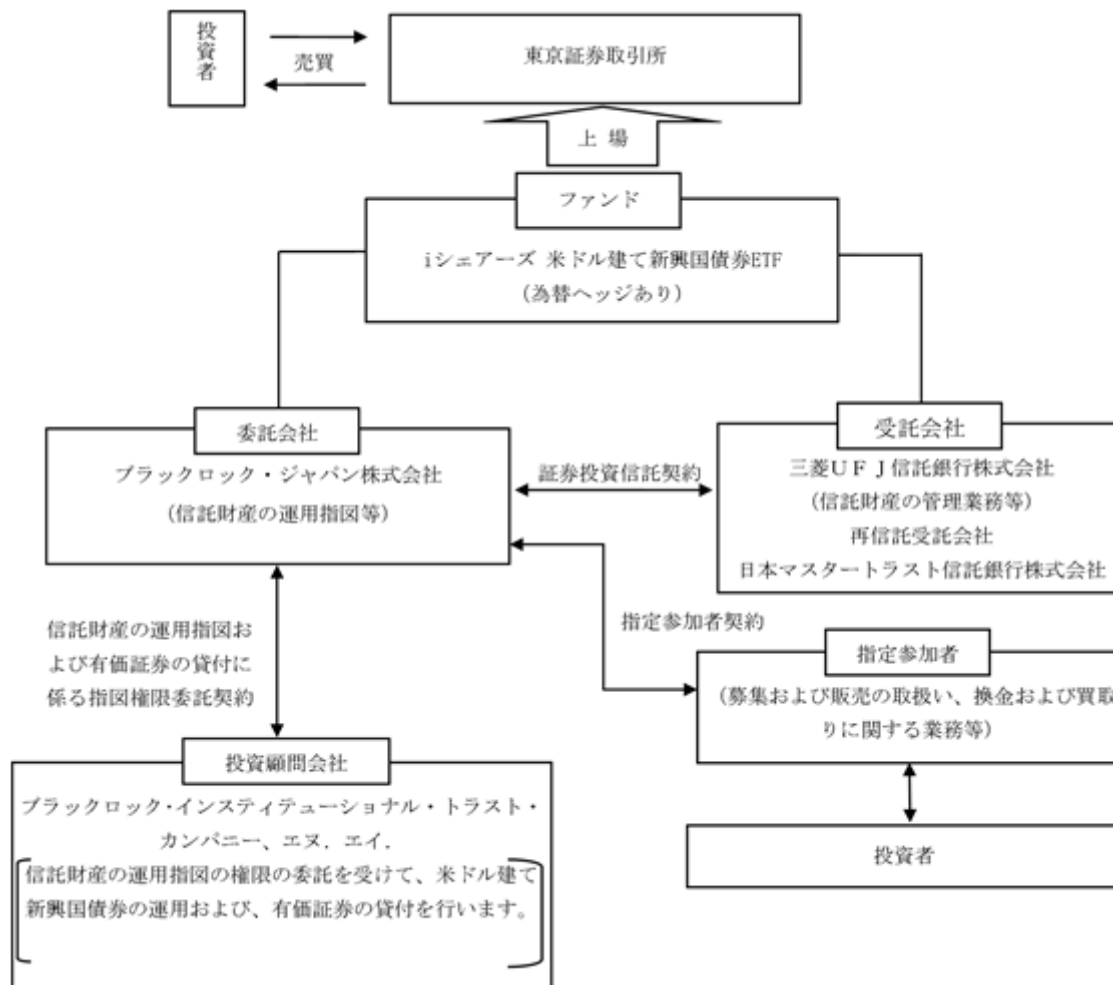 投資者
売買
東京証券取引所
上 場
ファンド
iシェアーズ 米ドル建て新興国債券ETF
（為替ヘッジあり）
委託会社
ブラックロック・ジャパン株式会社
（信託財産の運用指図等）
証券投資信託契約
受託会社
三菱ＵＦＪ信託銀行株式会社
（信託財産の管理業務等）
再信託受託会社
日本マスタートラスト信託銀行株式会社
信託財産の運用指図お
よび有価証券の貸付に
係る指図権限委託契約
指定参加者契約
指定参加者
（募集および販売の取扱い、換金および買取
りに関する業務等）
投資顧問会社
ブラックロック・インスティテューショナル・トラスト・
カンパニー、エヌ．エイ．
信託財産の運用指図の権限の委託を受けて、米ドル建て
新興国債券の運用および、有価証券の貸付を行います。
投資者